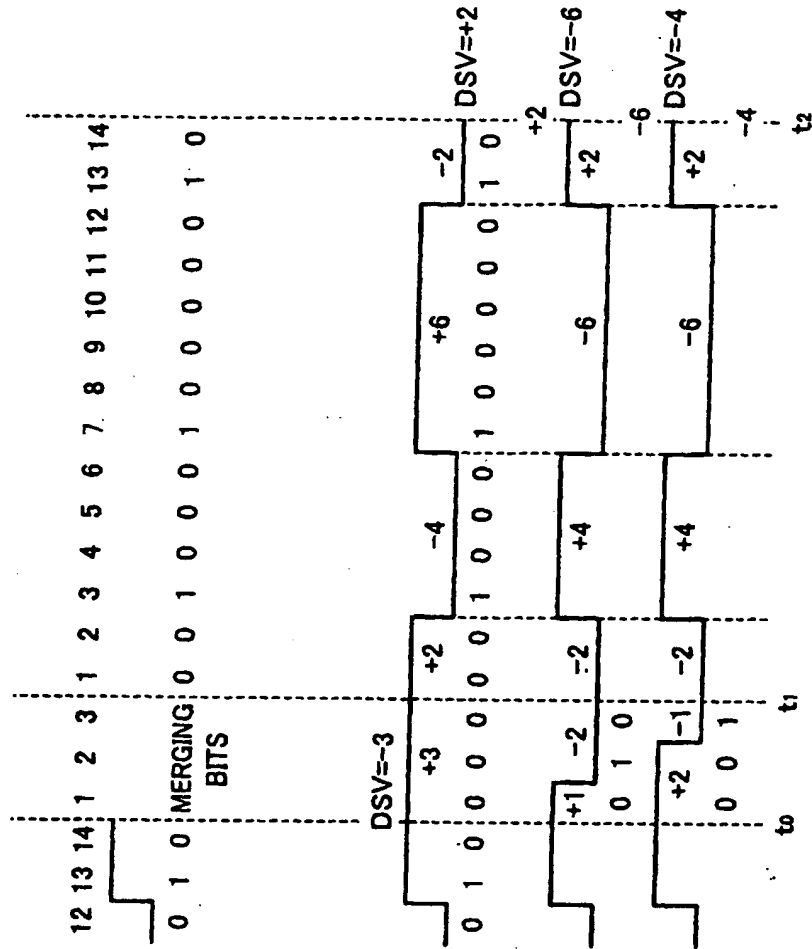 12 13 14 1 2 3 1 2 3 4 5 6 7 8 9 10 11 12 13 14
0 1 0 MERGING BITS 0 0 1 0 0 0 1 0 0 0 0 0 1 0
DSV=-3
+3 +2 -4 +6 -2 DSV=+2
0 1 0 0 0 0 0 0 1 0 0 0 1 0 0 0 0 0 1 0
+2
+1 -2 -2 +4 -6 +2 DSV=-6
0 1 0
-6
+2 -1 -2 +4 -6 +2 DSV=-4
0 0 1
-4
t0 t1 t2